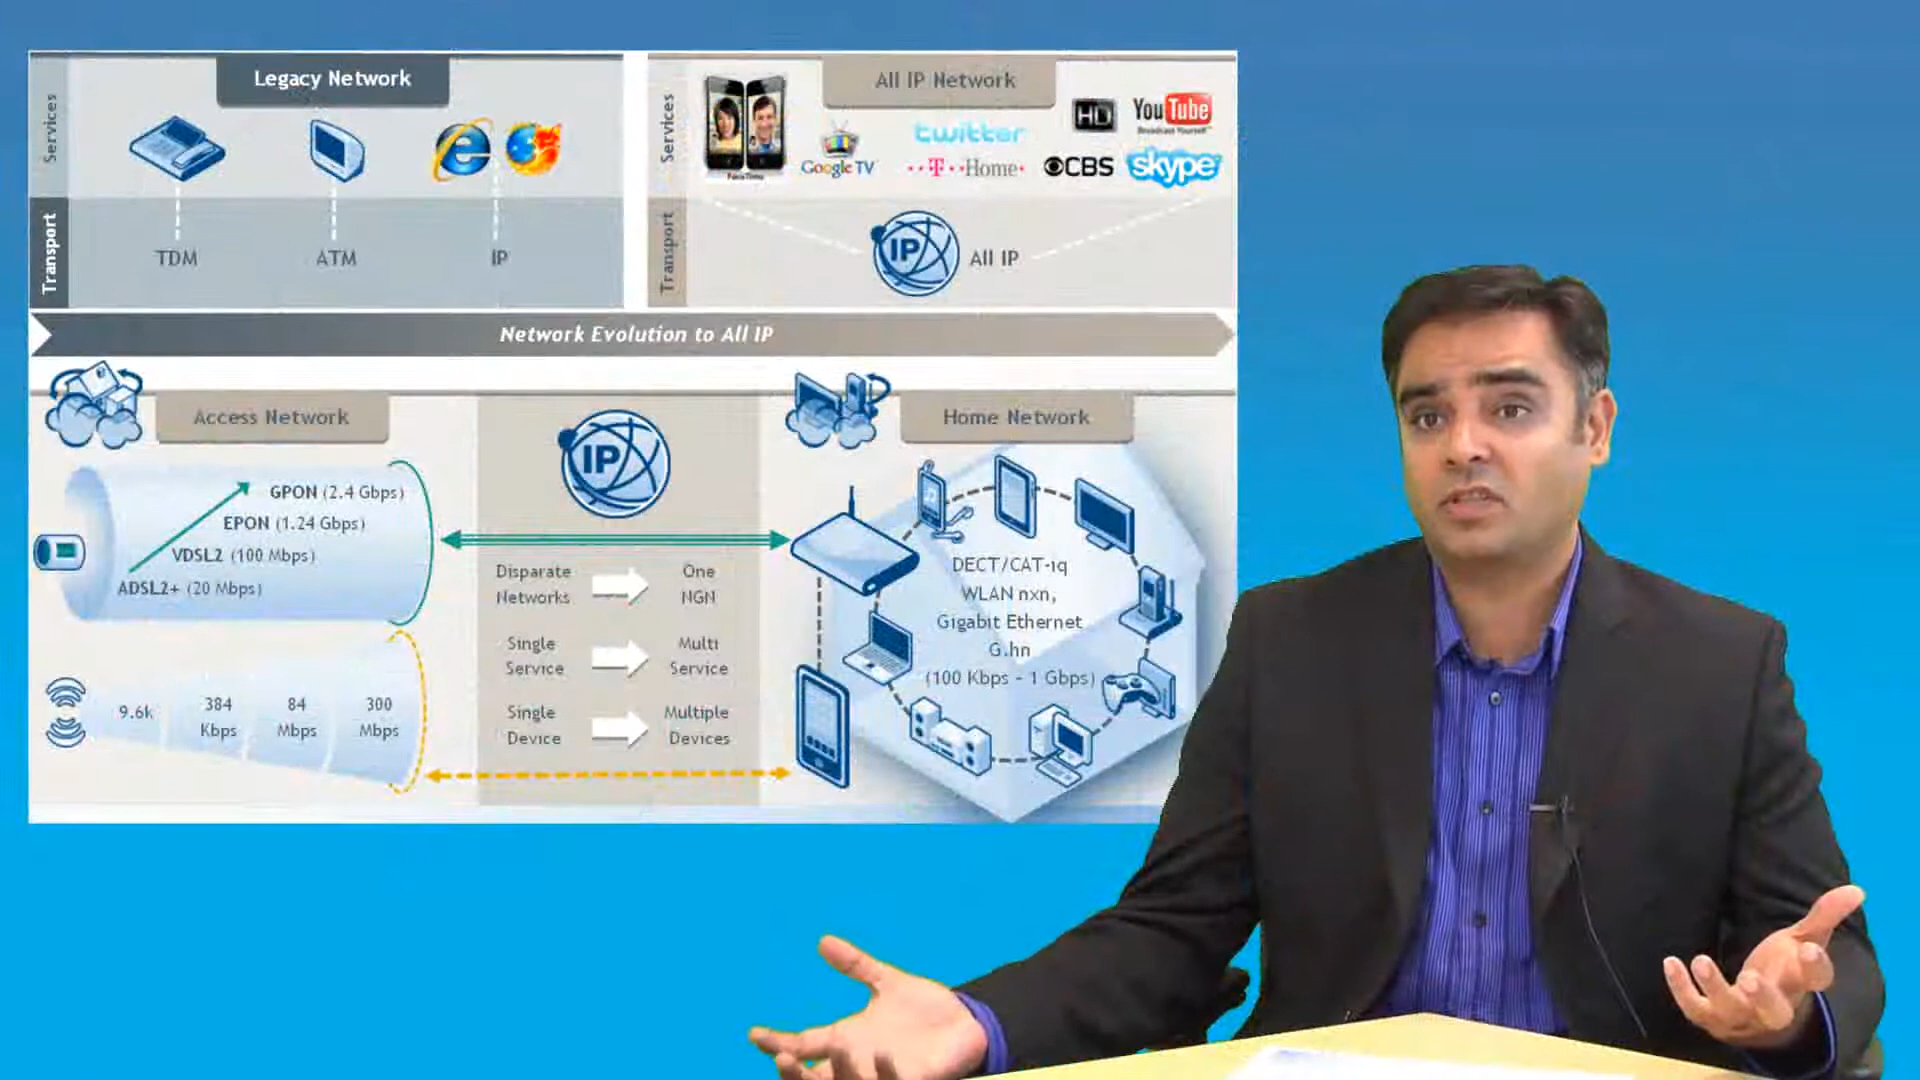 Legacy Network
Services
Transport
TDM
ATM
IP
All IP Network
Services
Google TV
twitter
T Home
HD
YouTube
Broadcast Yourself
CBS
skype
Transport
IP
All IP
Network Evolution to All IP
Access Network
GPON (2.4 Gbps)
EPON (1.24 Gbps)
VDSL2 (100 Mbps)
ADSL2+ (20 Mbps)
9.6k
384
Kbps
84
Mbps
300
Mbps
IP
Disparate
Networks
One
NGN
Single
Service
Multi
Service
Single
Device
Multiple
Devices
Home Network
DECT/CAT-iq
WLAN nxn,
Gigabit Ethernet
G.hn
(100 Kbps - 1 Gbps)